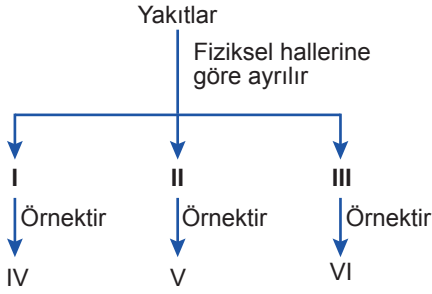 Yakıtlar
Fiziksel hallerine
göre ayrılır
I II III
Örnektir Örnektir Örnektir
IV V VI